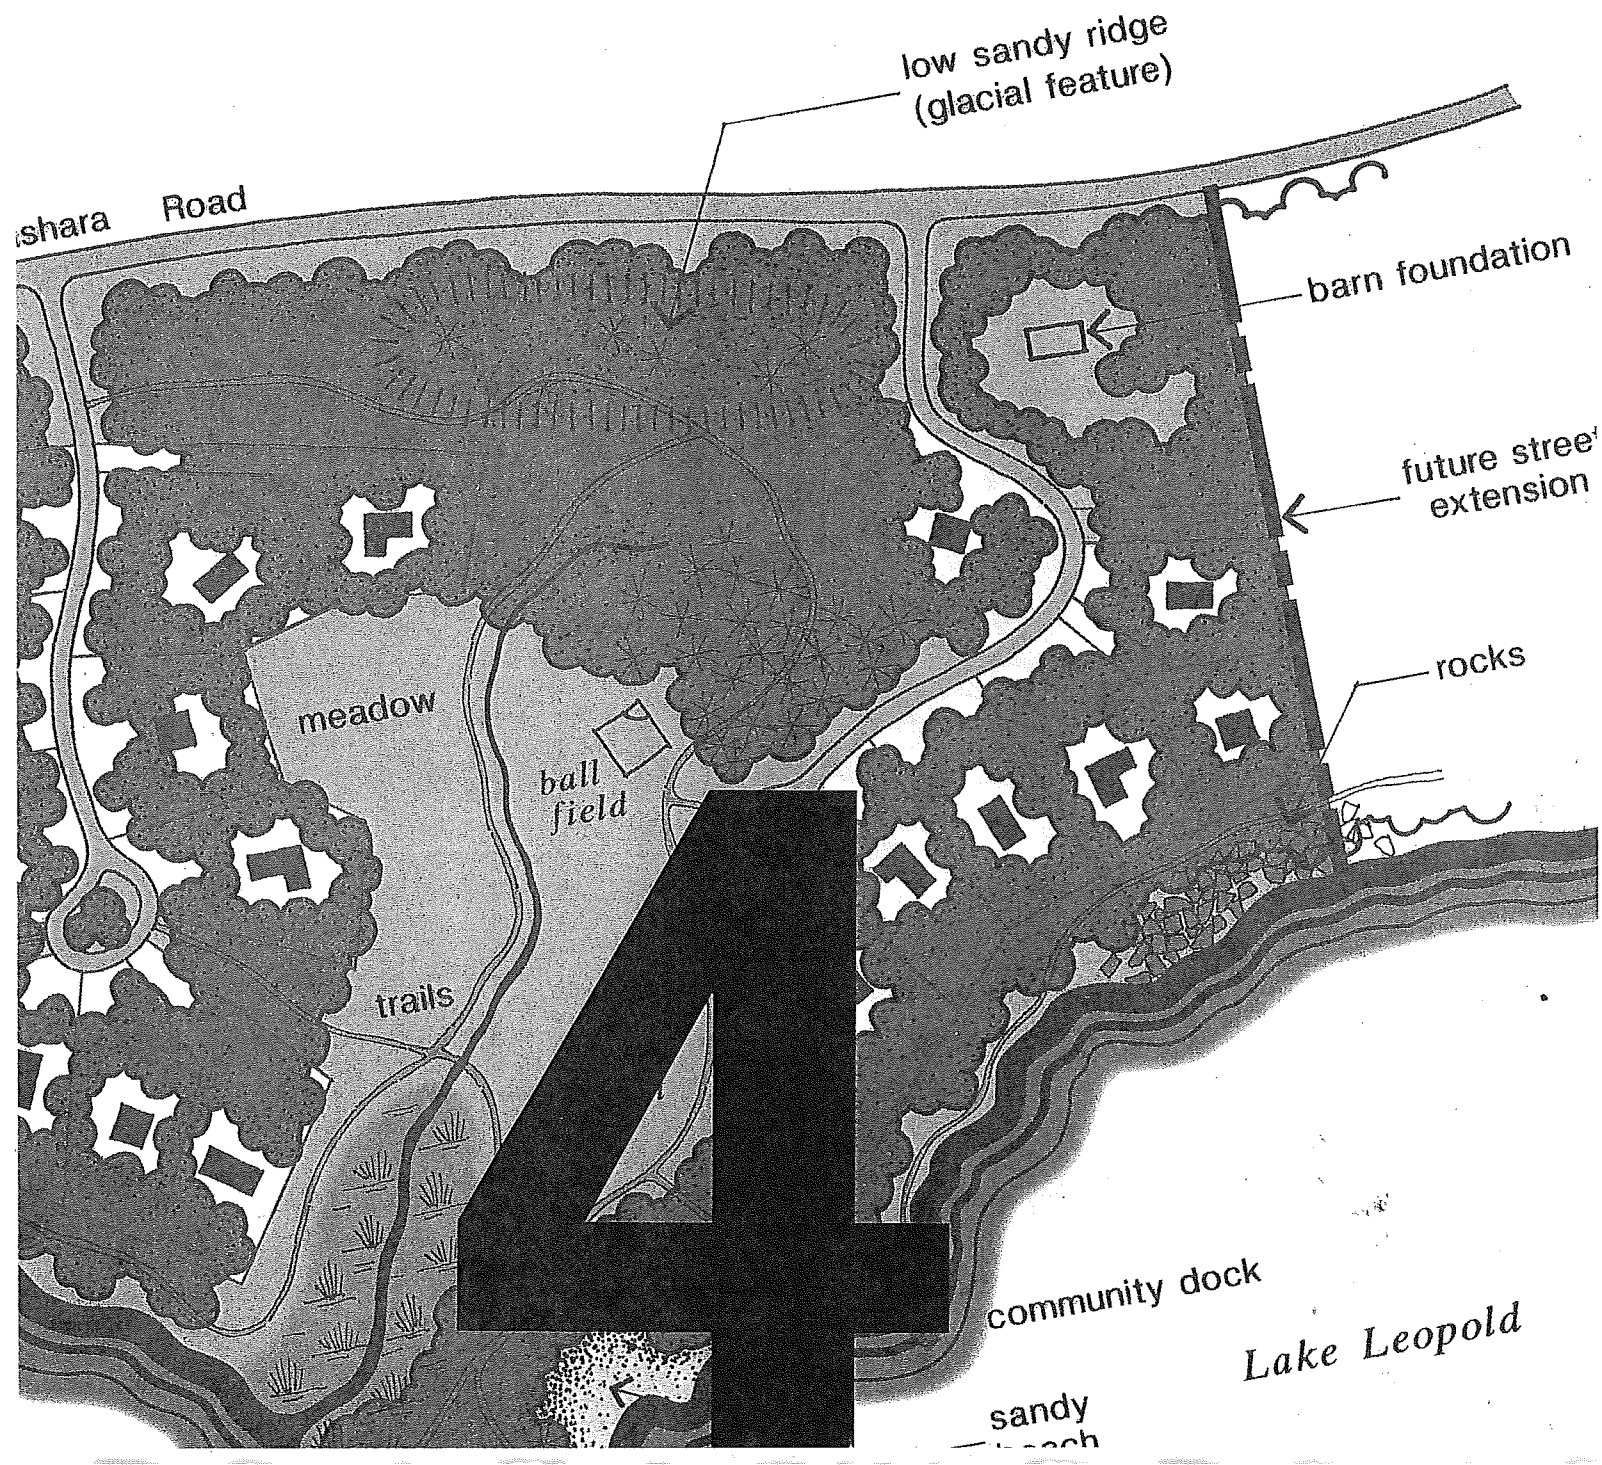 low sandy ridge
(glacial feature)
Road
barn foundation
future
extension
rocks
meadow
ball
field
trails
4
community dock
Lake Leopold
sandy